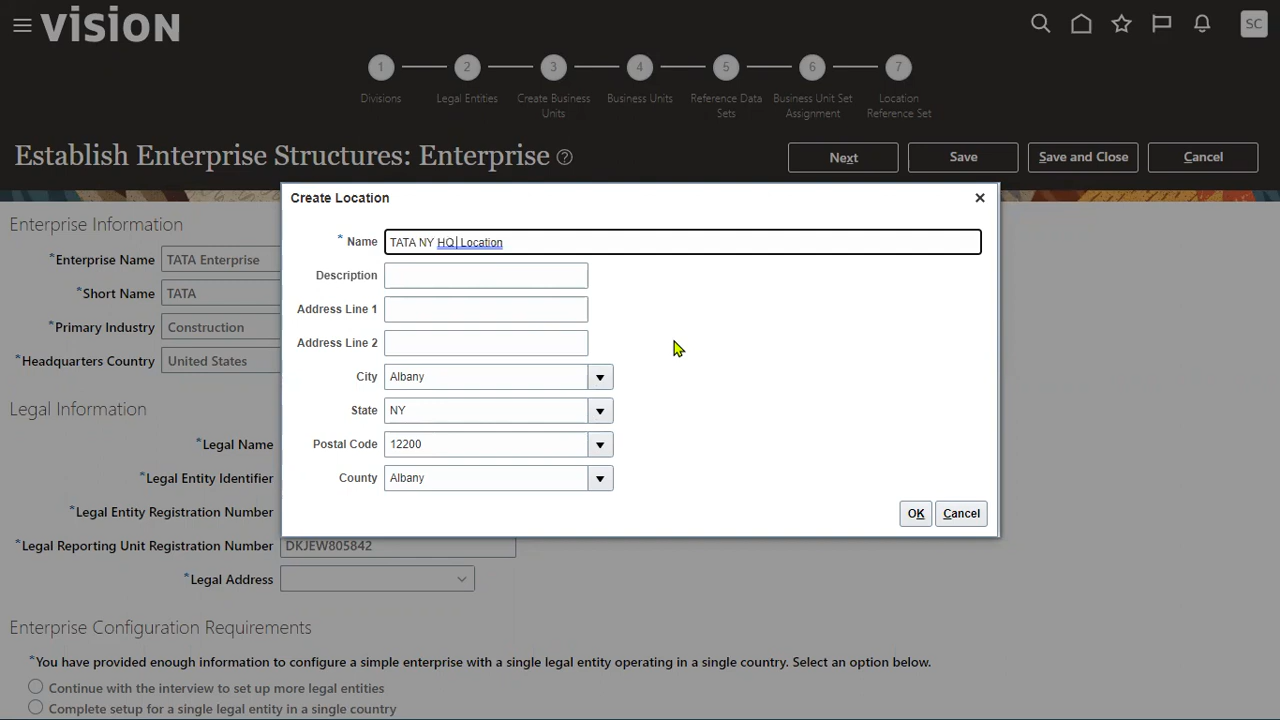 vision
SC
1 2 3 4 5 6 7
Divisions
Legal Entities
Create Business
Units
Business Units
Reference Data
Sets
Business Unit Set
Assignment
Location
Reference Set
Establish Enterprise Structures: Enterprise ?
Next Save Save and Close Cancel
Create Location
* Name TATA NY HQ Location
Description
Address Line 1
Address Line 2
City Albany
State NY
Postal Code 12200
County Albany
OK Cancel
Enterprise Information
*Enterprise Name TATA Enterprise
*Short Name TATA
*Primary Industry Construction
*Headquarters Country United States
Legal Information
*Legal Name
*Legal Entity Identifier
*Legal Entity Registration Number
*Legal Reporting Unit Registration Number DKJEW805842
*Legal Address
Enterprise Configuration Requirements
*You have provided enough information to configure a simple enterprise with a single legal entity operating in a single country. Select an option below.
Continue with the interview to set up more legal entities
Complete setup for a single legal entity in a single country